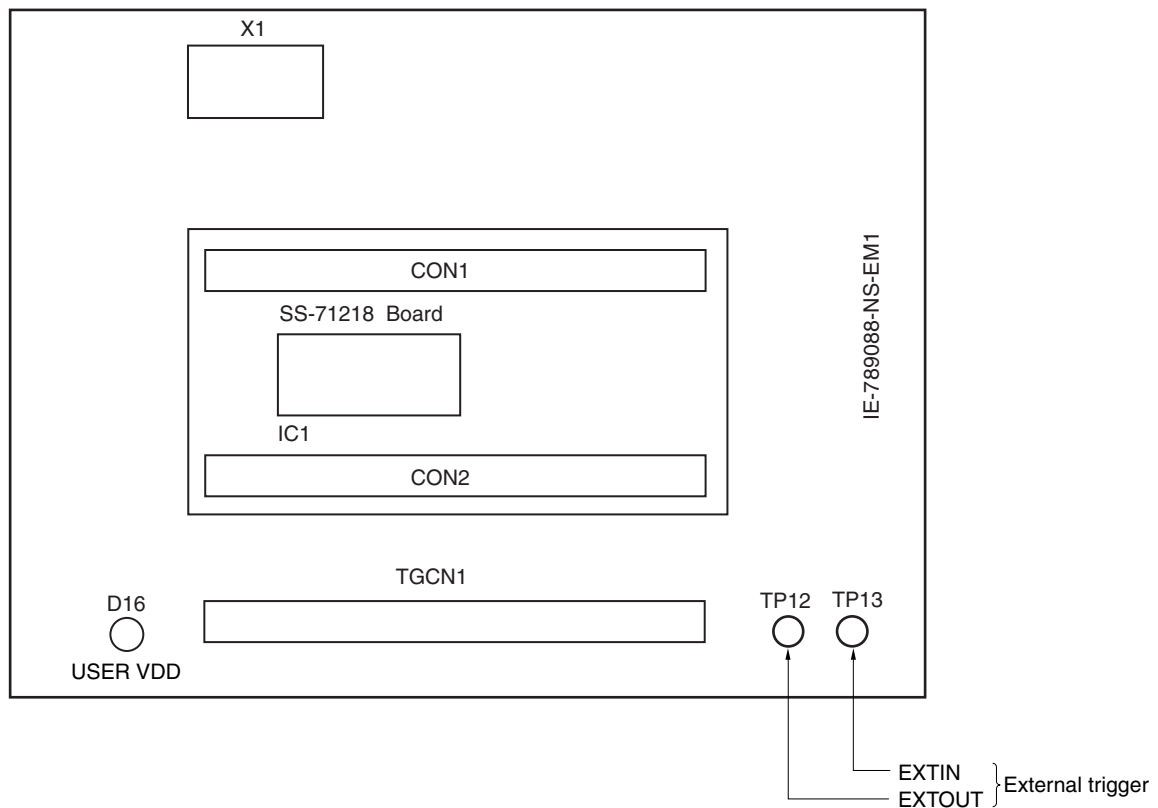 X1
CON1
SS-71218 Board
IC1
CON2
IE-789088-NS-EM1
TGCN1
D16
USER VDD
TP12 TP13
EXTIN
EXTOUT
External trigger